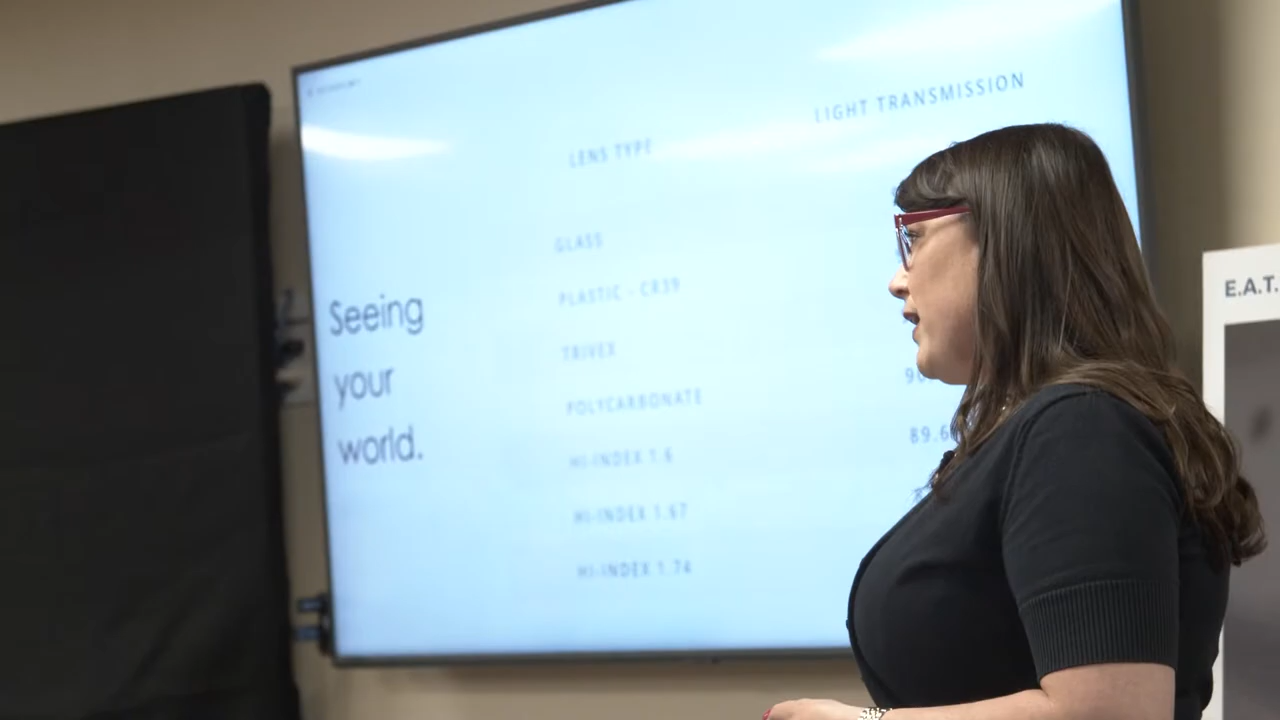 LIGHT TRANSMISSION
LENS TYPE
GLASS
PLASTIC - CR39
TRIVEX
POLYCARBONATE
HI-INDEX 1.6
HI-INDEX 1.67
HI-INDEX 1.74
Seeing
your
world.
90
89.6
E.A.T.